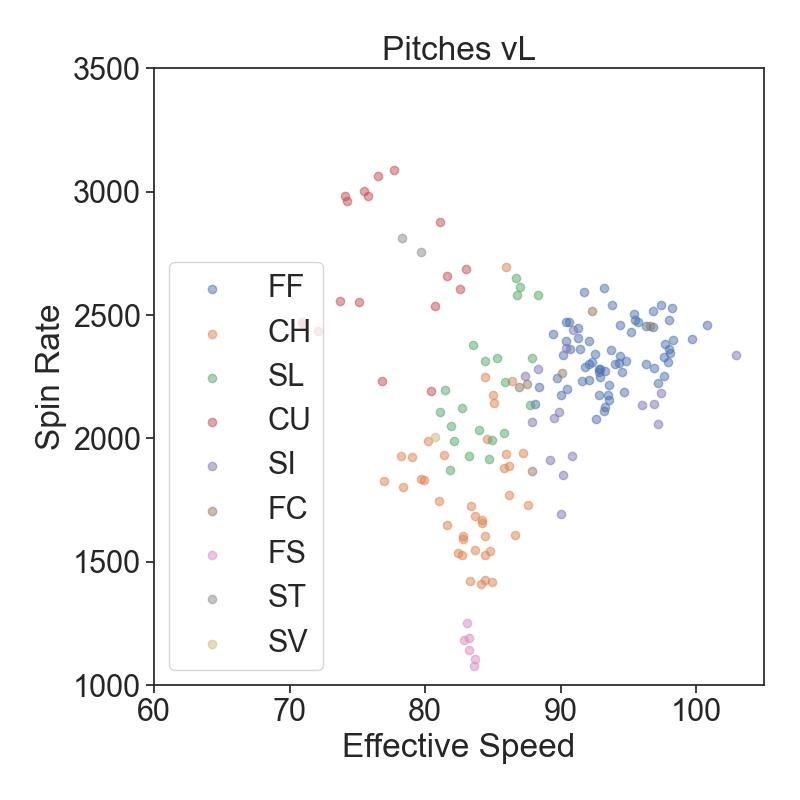 Pitches vL
3500
3000
2500
2000
1500
1000
Spin Rate
FF
CH
SL
CU
SI
FC
FS
ST
SV
60 70 80 90 100
Effective Speed